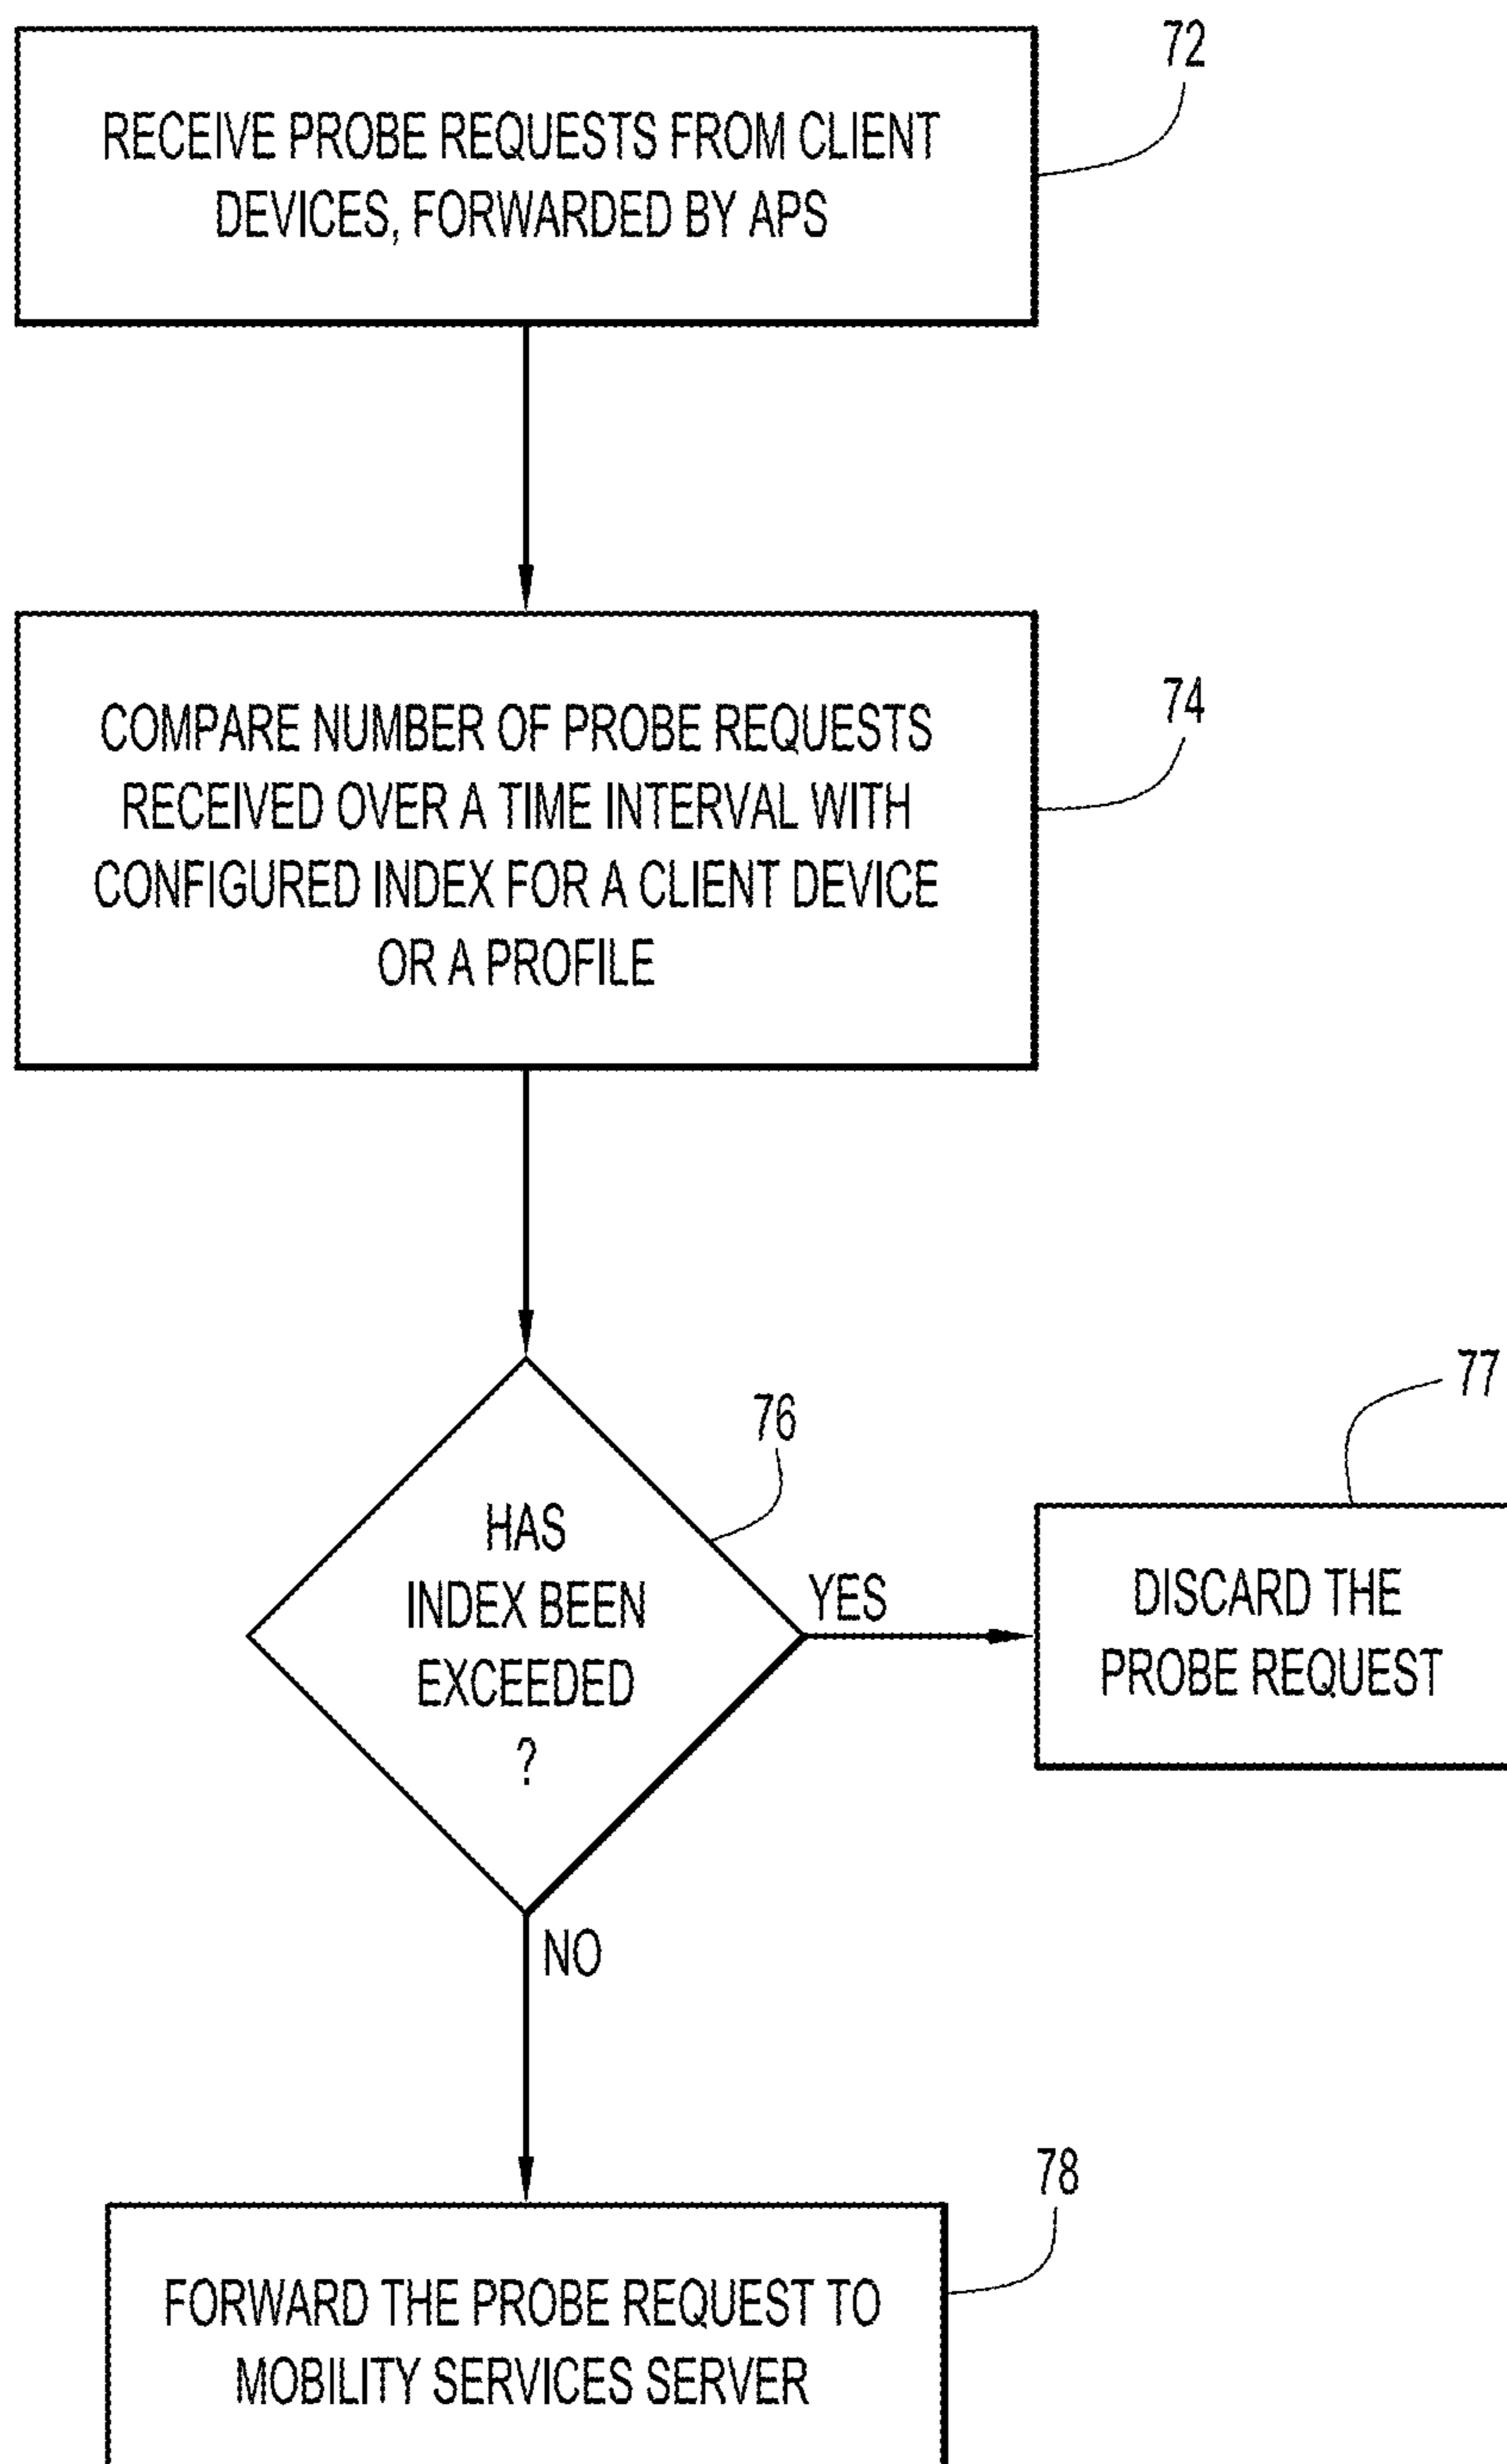 72
RECEIVE PROBE REQUESTS FROM CLIENT
DEVICES, FORWARDED BY APS
74
COMPARE NUMBER OF PROBE REQUESTS
RECEIVED OVER A TIME INTERVAL WITH
CONFIGURED INDEX FOR A CLIENT DEVICE
OR A PROFILE
76
HAS
INDEX BEEN
EXCEEDED
?
YES
77
DISCARD THE
PROBE REQUEST
NO
78
FORWARD THE PROBE REQUEST TO
MOBILITY SERVICES SERVER